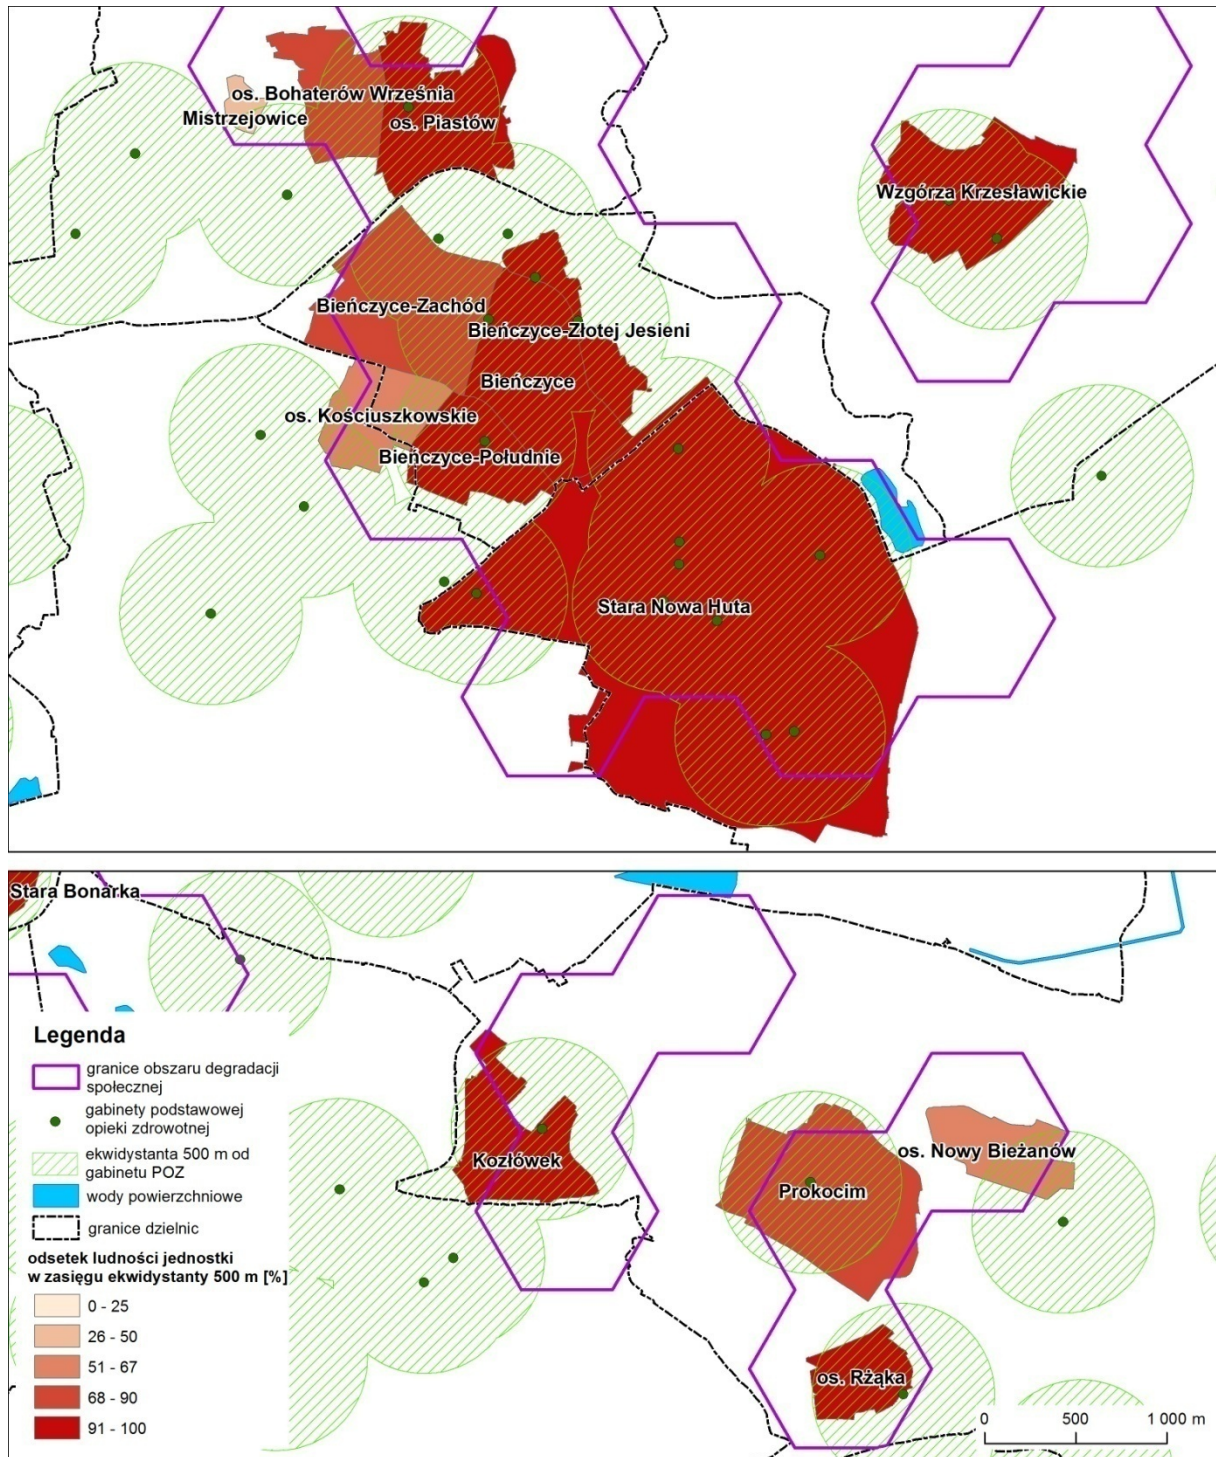 os. Bohaterów Września
Mistrzejowice
os. Piastów
Wzgórza Krzesławickie
Bieńczyce-Zachód
Bieńczyce-Złotej Jesieni
Bieńczyce
os. Kościuszkowskie
Bieńczyce-Południe
Stara Nowa Huta
Stara Bonarka
Legenda
granice obszaru degradacji
społecznej
gabinety podstawowej
opieki zdrowotnej
ekwidystanta 500 m od
gabinetu POZ
wody powierzchniowe
granice dzielnic
odsetek ludności jednostki
w zasięgu ekwidystanty 500 m [%]
0 - 25
26 - 50
51 - 67
68 - 90
91 - 100
Kozłówek
os. Nowy Bieżanów
Prokocim
os. Rżąka
0 500 1 000 m